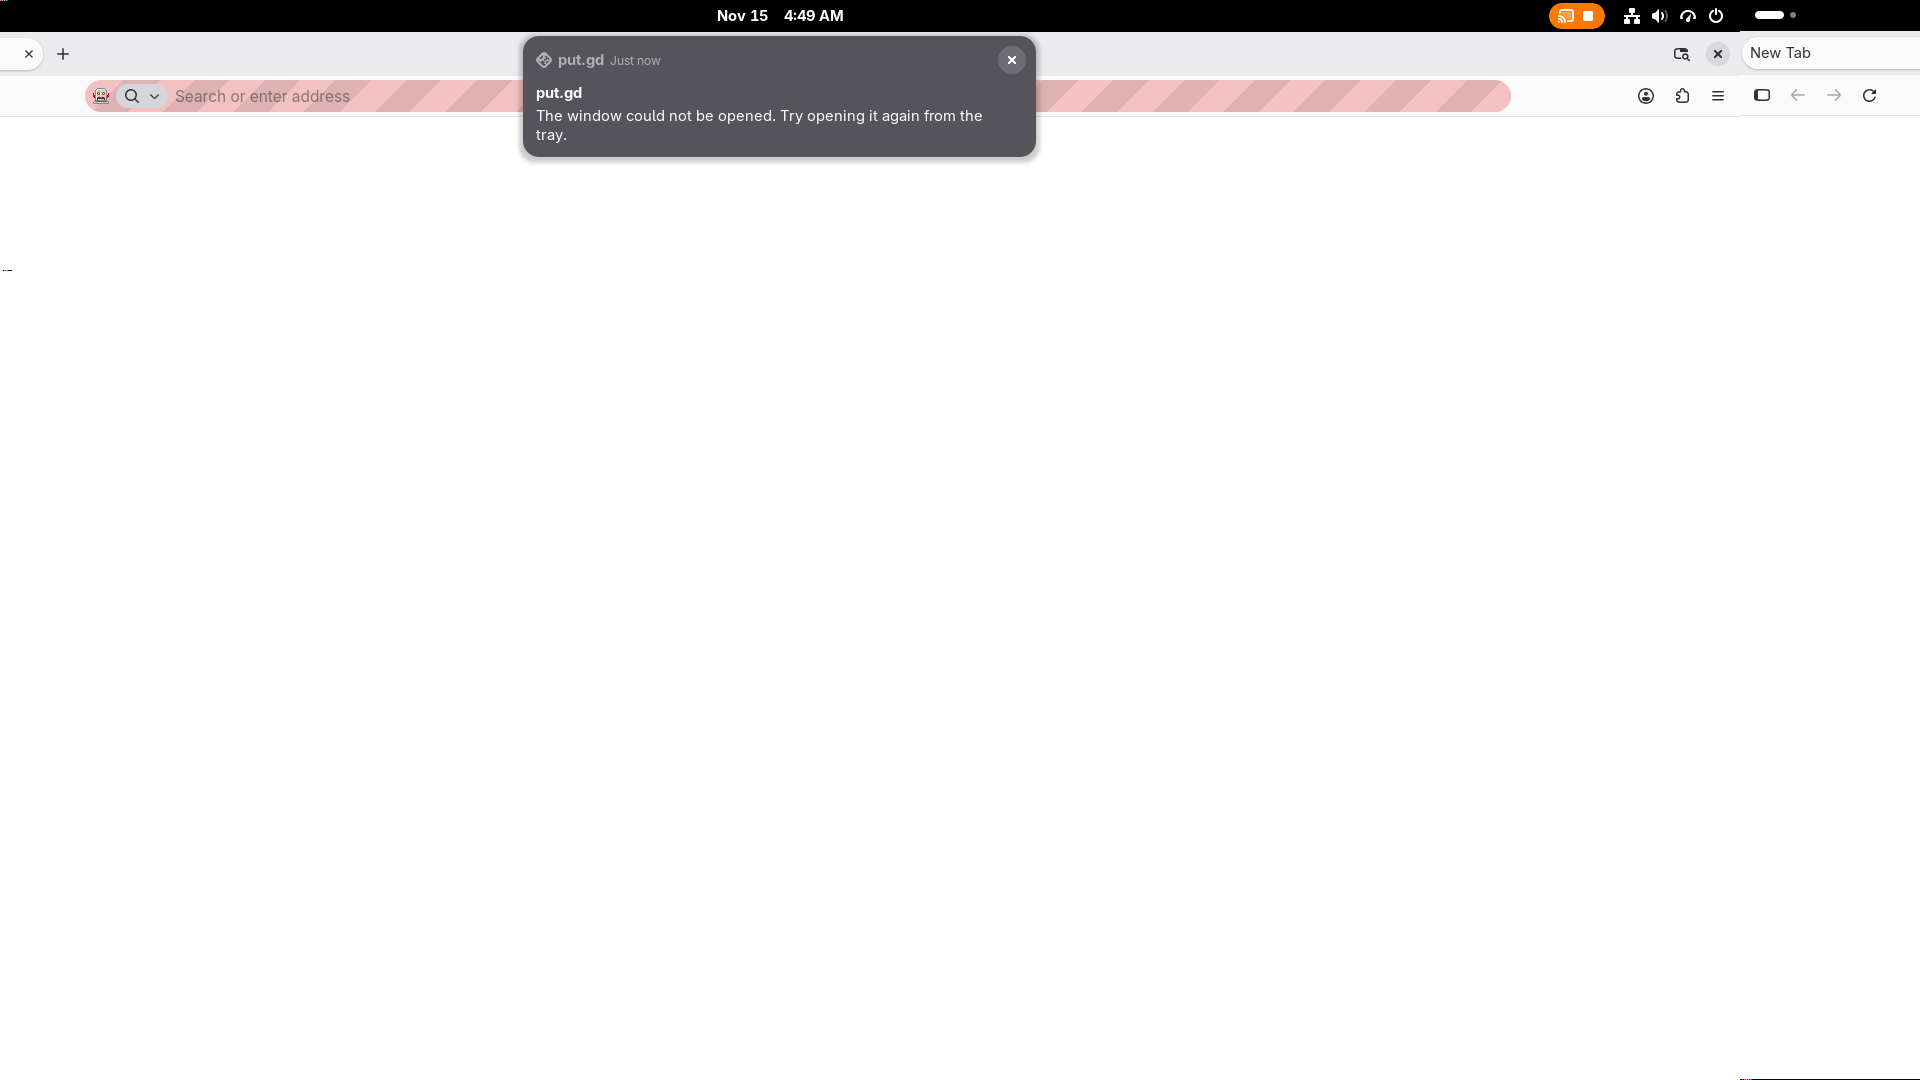 Nov 15 4:49 AM
New Tab
put.gd Just now
put.gd
The window could not be opened. Try opening it again from the
tray.
Search or enter address